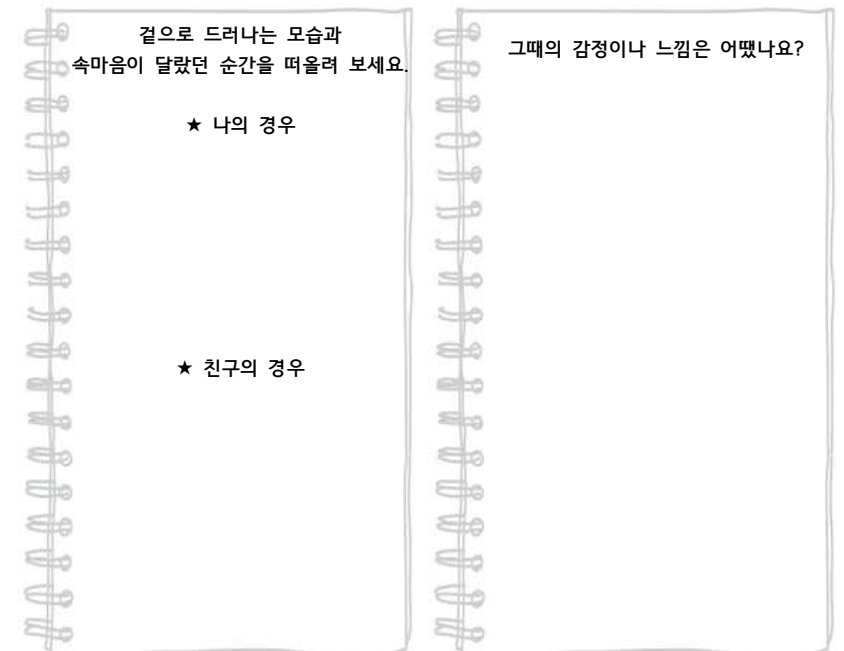 겉으로 드러나는 모습과
속마음이 달랐던 순간을 떠올려 보세요.
★ 나의 경우
★ 친구의 경우
그때의 감정이나 느낌은 어땠나요?